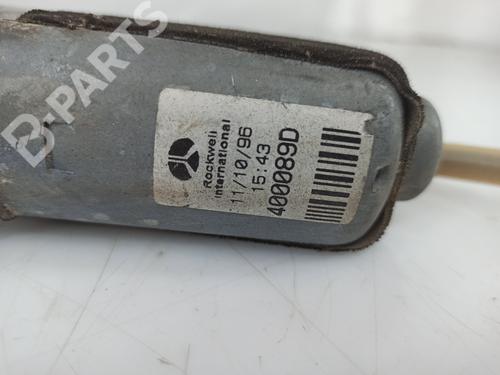 Rockwell
International
11/10/96
15:43
400089D
B-PARTS